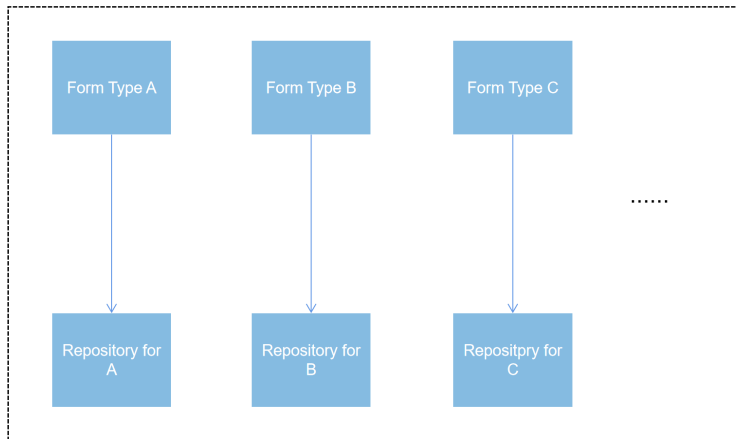 Form Type A
Form Type B
Form Type C
......
Repository for
A
Repository for
B
Repositpry for
C